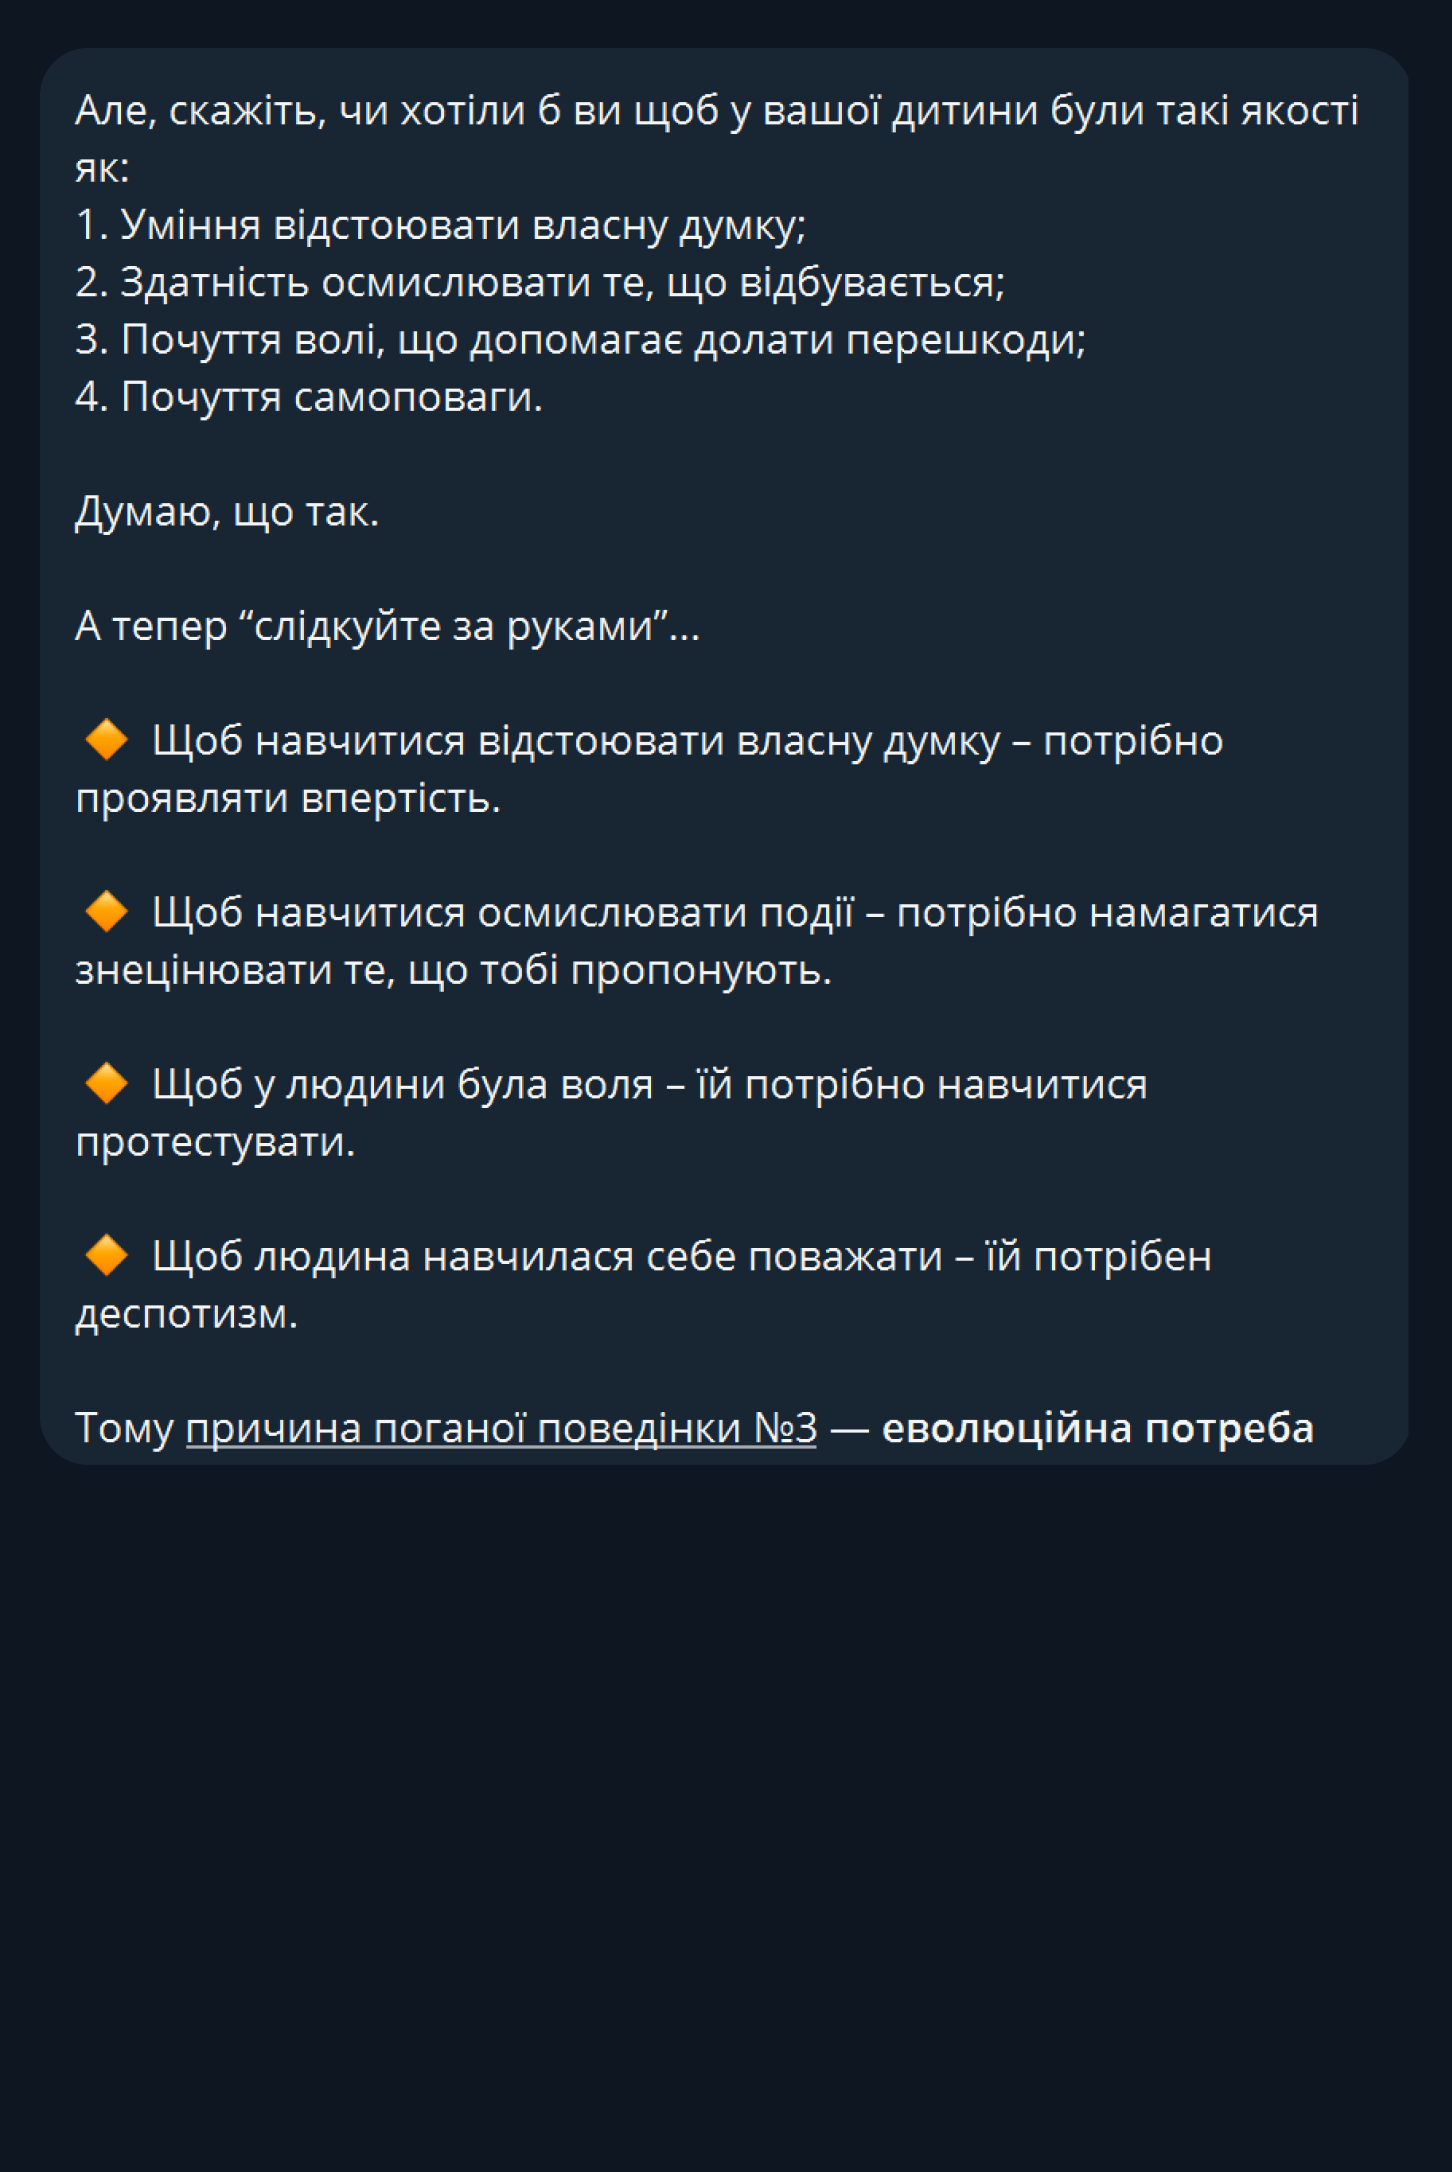 Але, скажіть, чи хотіли б ви щоб у вашої дитини були такі якості
як:
1. Уміння відстоювати власну думку;
2. Здатність осмислювати те, що відбувається;
3. Почуття волі, що допомагає долати перешкоди;
4. Почуття самоповаги.
Думаю, що так.
А тепер “слідкуйте за руками”...
🔸 Щоб навчитися відстоювати власну думку – потрібно
проявляти впертість.
🔸 Щоб навчитися осмислювати події – потрібно намагатися
знецінювати те, що тобі пропонують.
🔸 Щоб у людини була воля – їй потрібно навчитися
протестувати.
🔸 Щоб людина навчилася себе поважати – їй потрібен
деспотизм.
Тому причина поганої поведінки №3 — еволюційна потреба